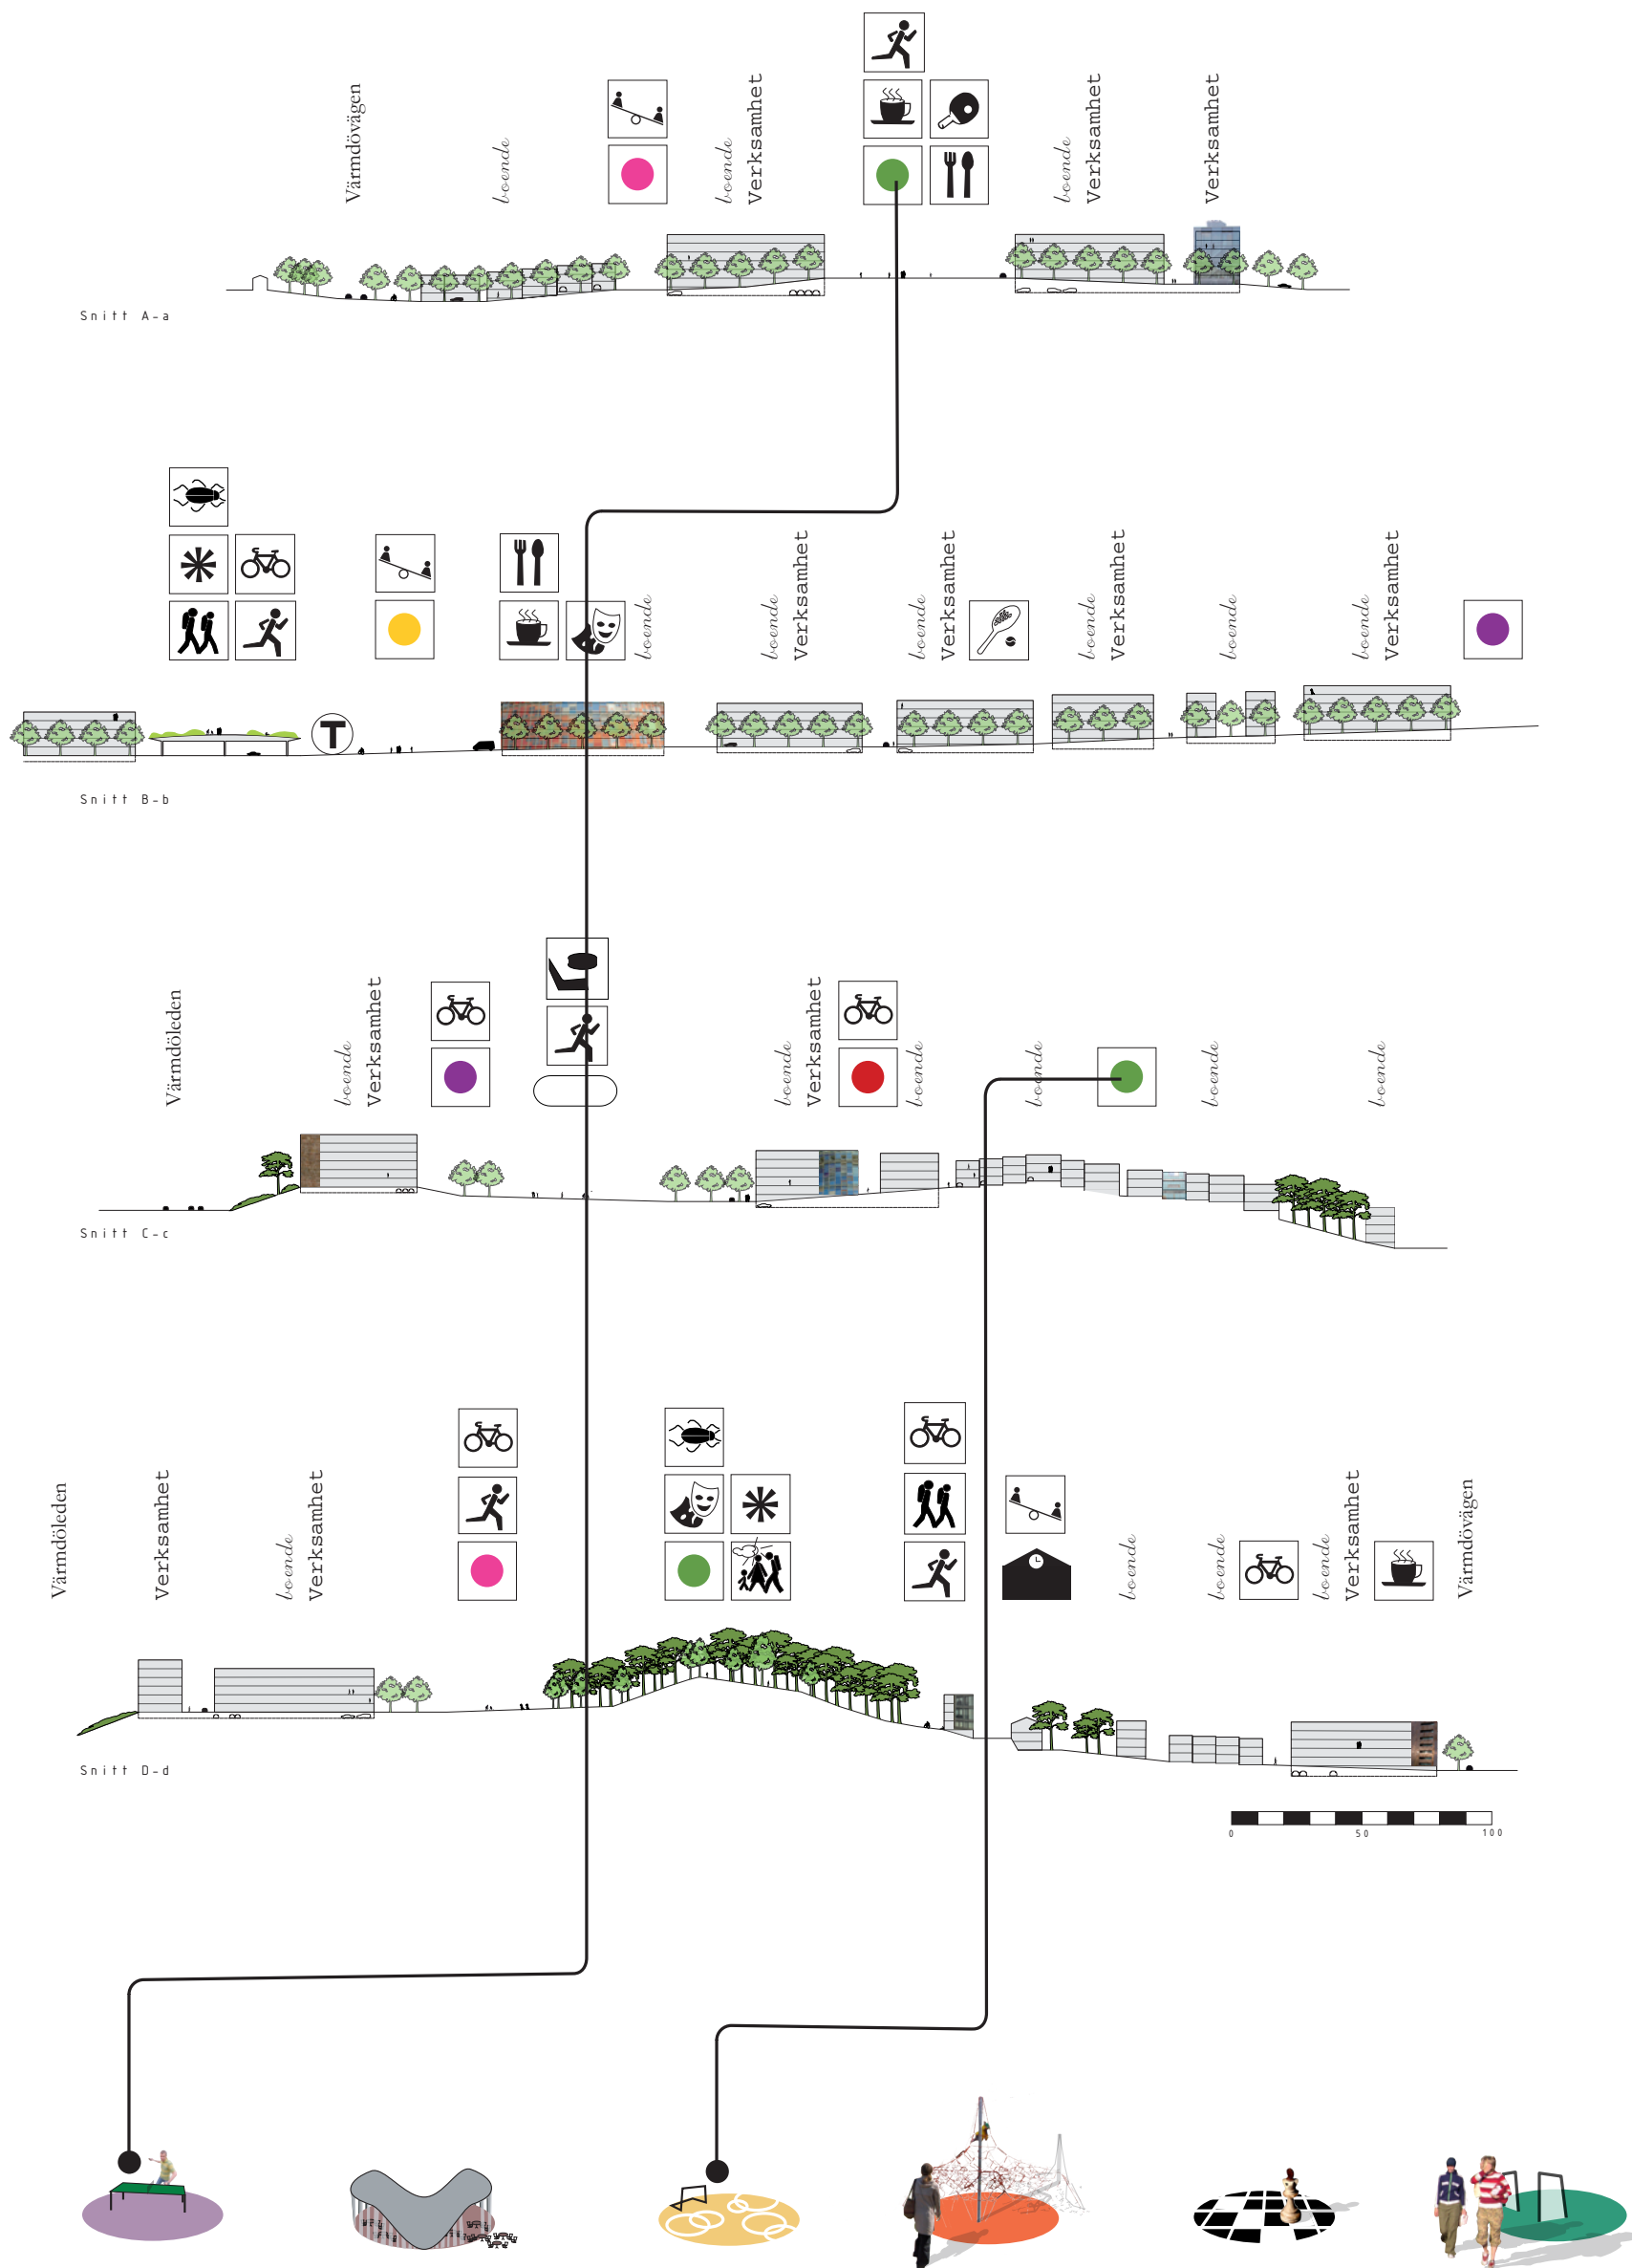 Värmdövägen
boende
boende
Verksamhet
boende
Verksamhet
Verksamhet
Snitt A-a
boende
boende
Verksamhet
boende
Verksamhet
boende
Verksamhet
boende
boende
Verksamhet
T
Snitt B-b
Värmdöleden
boende
Verksamhet
boende
Verksamhet
boende
boende
boende
boende
Snitt C-c
Värmdöleden
Verksamhet
boende
Verksamhet
boende
boende
boende
Verksamhet
Värmdövägen
Snitt D-d
0 50 100